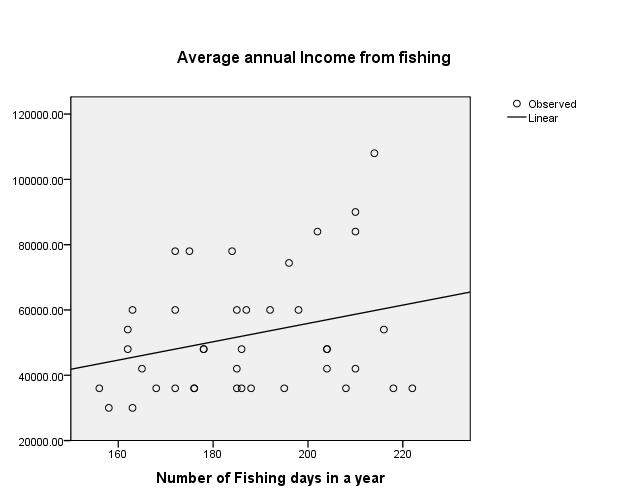 Average annual Income from fishing
Observed
Linear
120000.00
100000.00
80000.00
60000.00
40000.00
20000.00
160
180
200
220
Number of Fishing days in a year